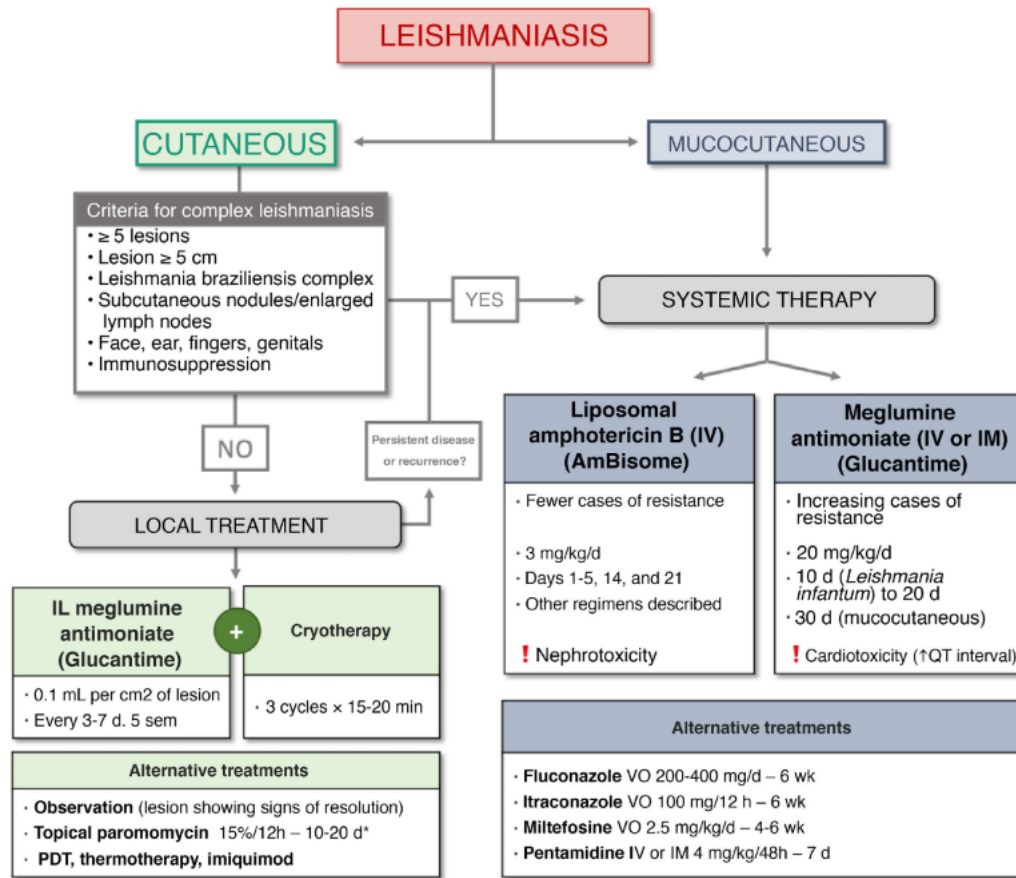 LEISHMANIASIS
CUTANEOUS
MUCOCUTANEOUS
Criteria for complex leishmaniasis
• ≥ 5 lesions
• Lesion ≥ 5 cm
• Leishmania braziliensis complex
• Subcutaneous nodules/enlarged
lymph nodes
• Face, ear, fingers, genitals
• Immunosuppression
YES
SYSTEMIC THERAPY
NO
Persistent disease
or recurrence?
LOCAL TREATMENT
IL meglumine
antimoniate
(Glucantime)
· 0.1 mL per cm2 of lesion
· Every 3-7 d. 5 sem
+
Cryotherapy
· 3 cycles × 15-20 min
Alternative treatments
· Observation (lesion showing signs of resolution)
· Topical paromomycin 15%/12h – 10-20 d*
· PDT, thermotherapy, imiquimod
Liposomal
amphotericin B (IV)
(AmBisome)
· Fewer cases of resistance
· 3 mg/kg/d
· Days 1-5, 14, and 21
· Other regimens described
! Nephrotoxicity
Meglumine
antimoniate (IV or IM)
(Glucantime)
· Increasing cases of
resistance
· 20 mg/kg/d
· 10 d (Leishmania
infantum) to 20 d
· 30 d (mucocutaneous)
! Cardiotoxicity (↑QT interval)
Alternative treatments
· Fluconazole VO 200-400 mg/d – 6 wk
· Itraconazole VO 100 mg/12 h – 6 wk
· Miltefosine VO 2.5 mg/kg/d – 4-6 wk
· Pentamidine IV or IM 4 mg/kg/48h – 7 d